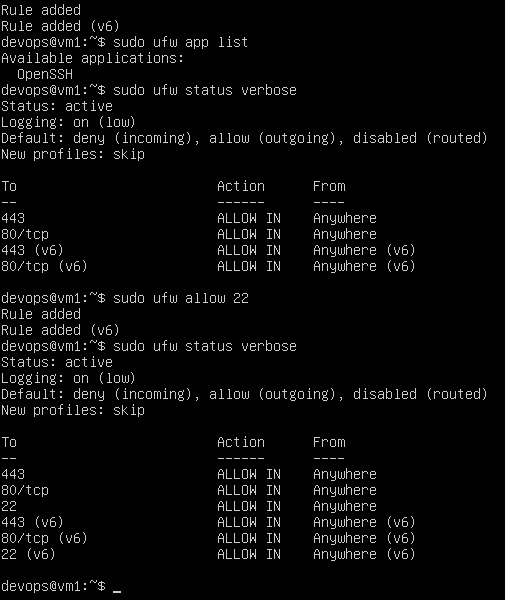 Rule added
Rule added (v6)
devops@vm1:~$ sudo ufw app list
Available applications:
  OpenSSH
devops@vm1:~$ sudo ufw status verbose
Status: active
Logging: on (low)
Default: deny (incoming), allow (outgoing), disabled (routed)
New profiles: skip

To                         Action      From
--                         ------      ----
443                        ALLOW IN    Anywhere
80/tcp                     ALLOW IN    Anywhere
443 (v6)                   ALLOW IN    Anywhere (v6)
80/tcp (v6)                ALLOW IN    Anywhere (v6)

devops@vm1:~$ sudo ufw allow 22
Rule added
Rule added (v6)
devops@vm1:~$ sudo ufw status verbose
Status: active
Logging: on (low)
Default: deny (incoming), allow (outgoing), disabled (routed)
New profiles: skip

To                         Action      From
--                         ------      ----
443                        ALLOW IN    Anywhere
80/tcp                     ALLOW IN    Anywhere
22                         ALLOW IN    Anywhere
443 (v6)                   ALLOW IN    Anywhere (v6)
80/tcp (v6)                ALLOW IN    Anywhere (v6)
22 (v6)                    ALLOW IN    Anywhere (v6)

devops@vm1:~$ _